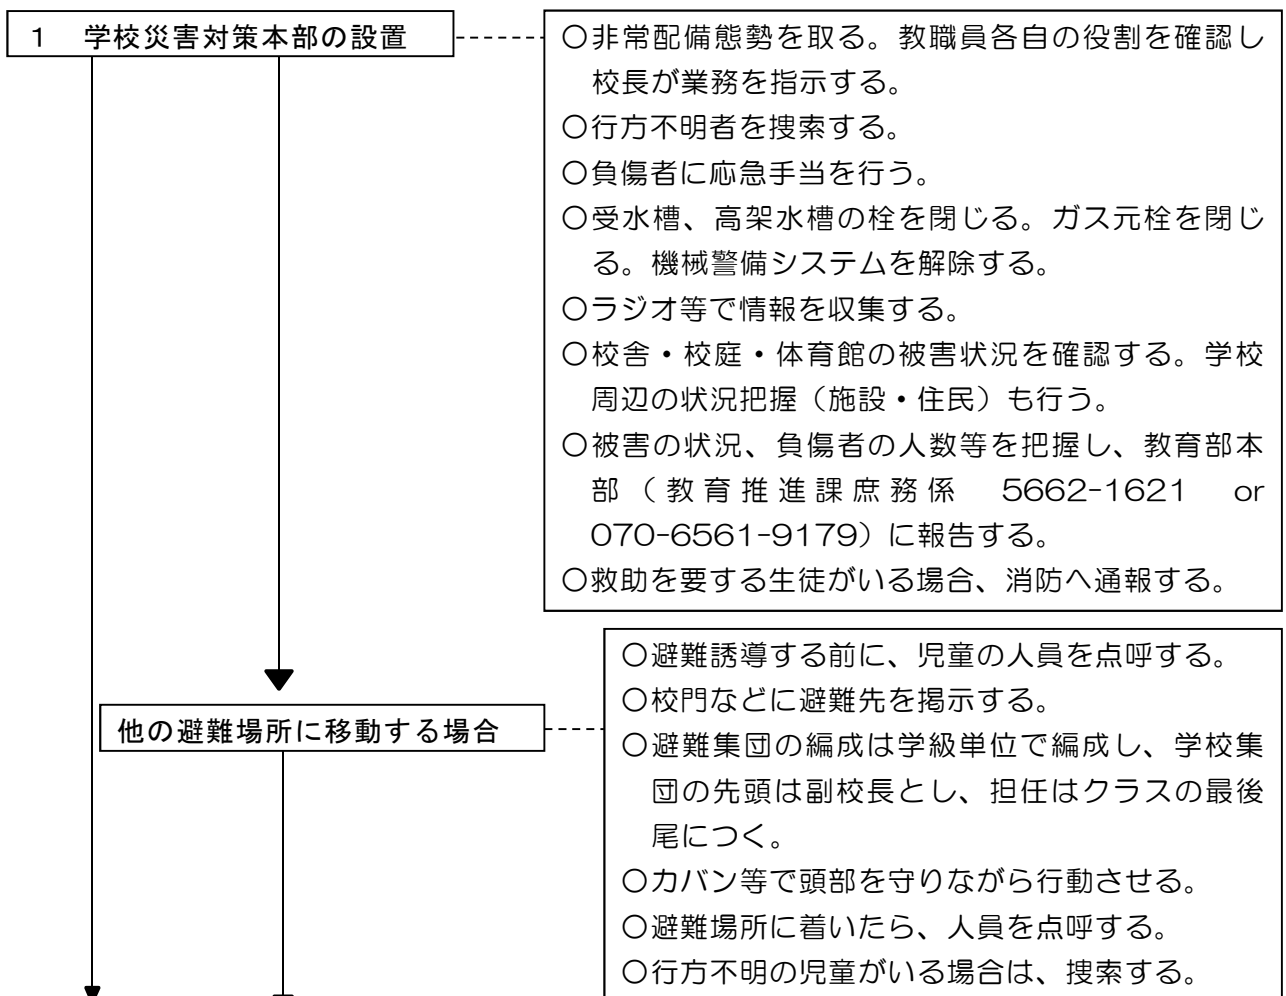 1 学校災害対策本部の設置
〇非常配備態勢を取る。教職員各自の役割を確認し
校長が業務を指示する。
〇行方不明者を捜索する。
〇負傷者に応急手当を行う。
〇受水槽、高架水槽の栓を閉じる。ガス元栓を閉じ
る。機械警備システムを解除する。
〇ラジオ等で情報を収集する。
〇校舎・校庭・体育館の被害状況を確認する。学校
周辺の状況把握（施設・住民）も行う。
〇被害の状況、負傷者の人数等を把握し、教育部本
部（教育推進課庶務係 5662-1621 or
070-6561-9179）に報告する。
〇救助を要する生徒がいる場合、消防へ通報する。
他の避難場所に移動する場合
〇避難誘導する前に、児童の人員を点呼する。
〇校門などに避難先を掲示する。
〇避難集団の編成は学級単位で編成し、学校集
団の先頭は副校長とし、担任はクラスの最後
尾につく。
〇カバン等で頭部を守りながら行動させる。
〇避難場所に着いたら、人員を点呼する。
〇行方不明の児童がいる場合は、捜索する。